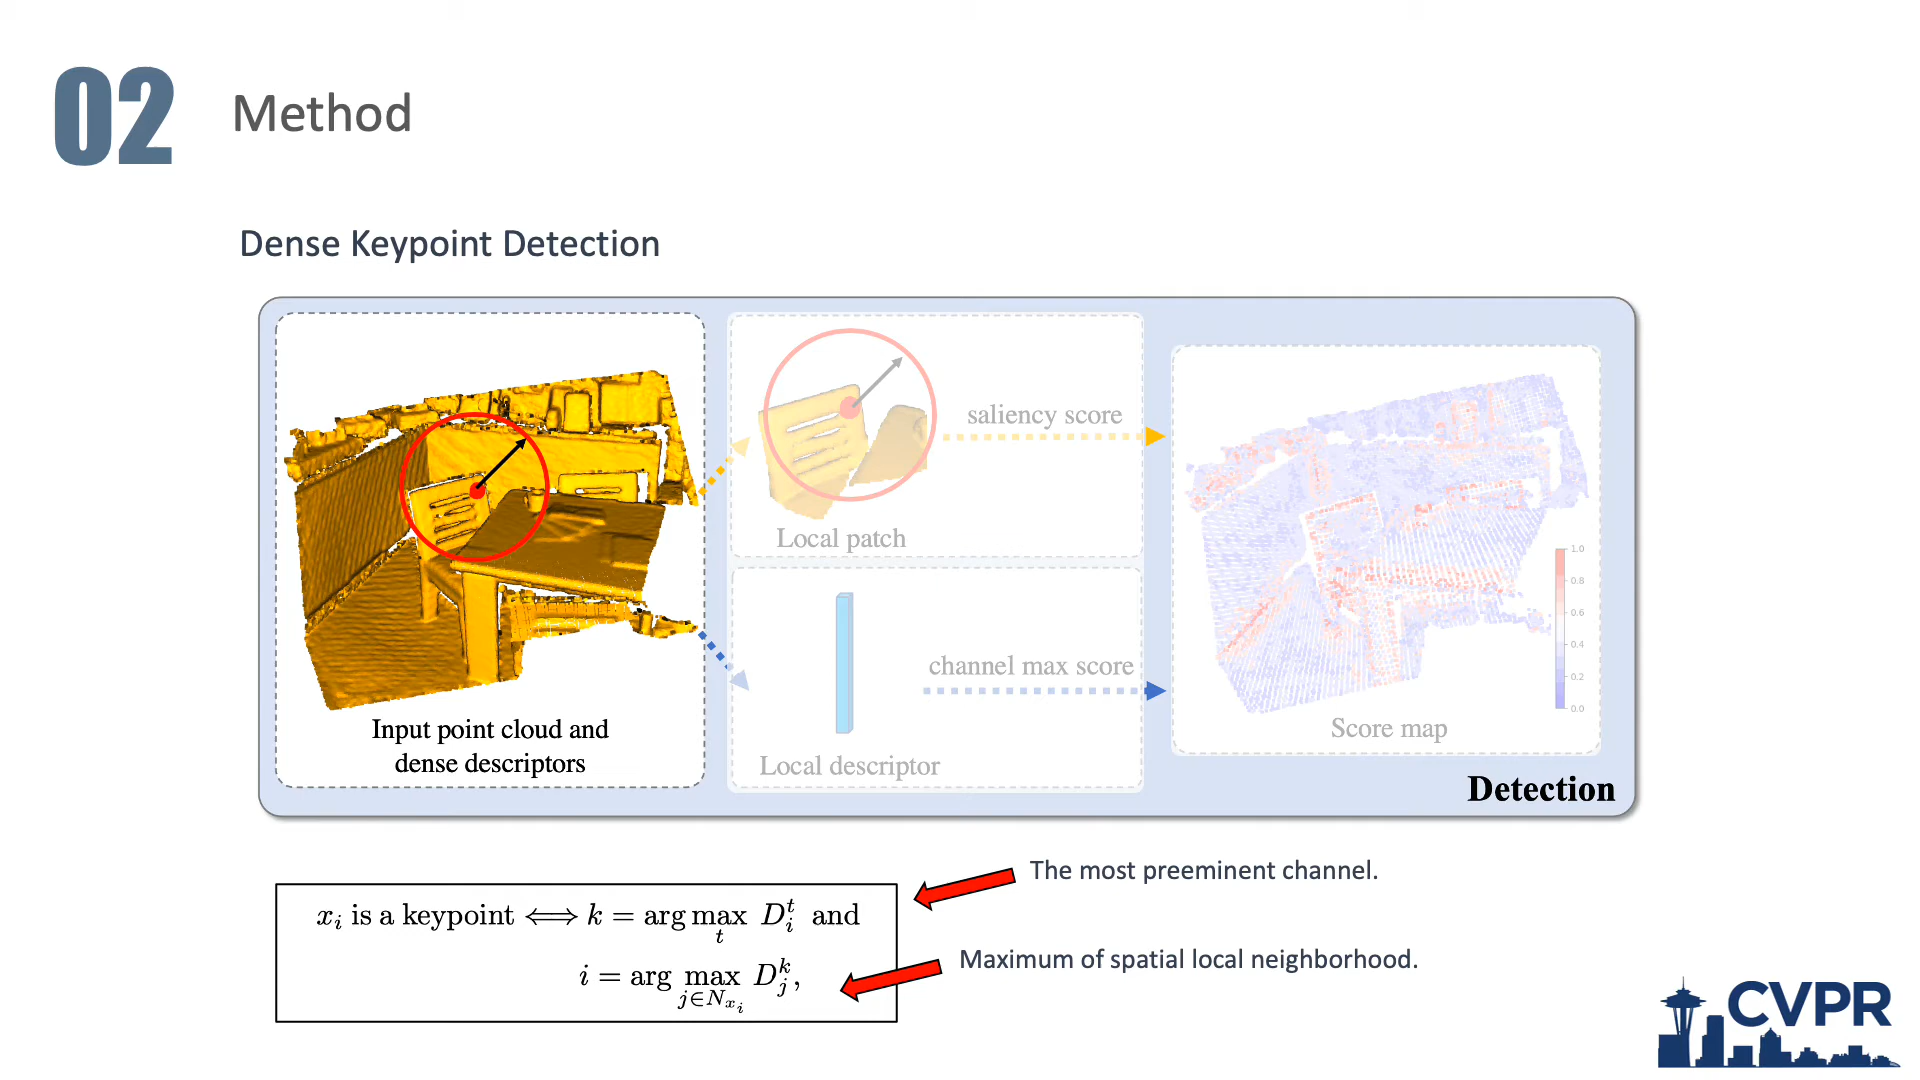 02
Method
Dense Keypoint Detection
saliency score
Local patch
channel max score
Local descriptor
Input point cloud and
dense descriptors
1.0
0.8
0.6
0.4
0.2
0.0
Score map
Detection
The most preeminent channel.
x_i is a keypoint ⟺ k = arg max_t D_i^t and
Maximum of spatial local neighborhood.
i = arg max_{j∈N_{x_i}} D_j^k,
CVPR